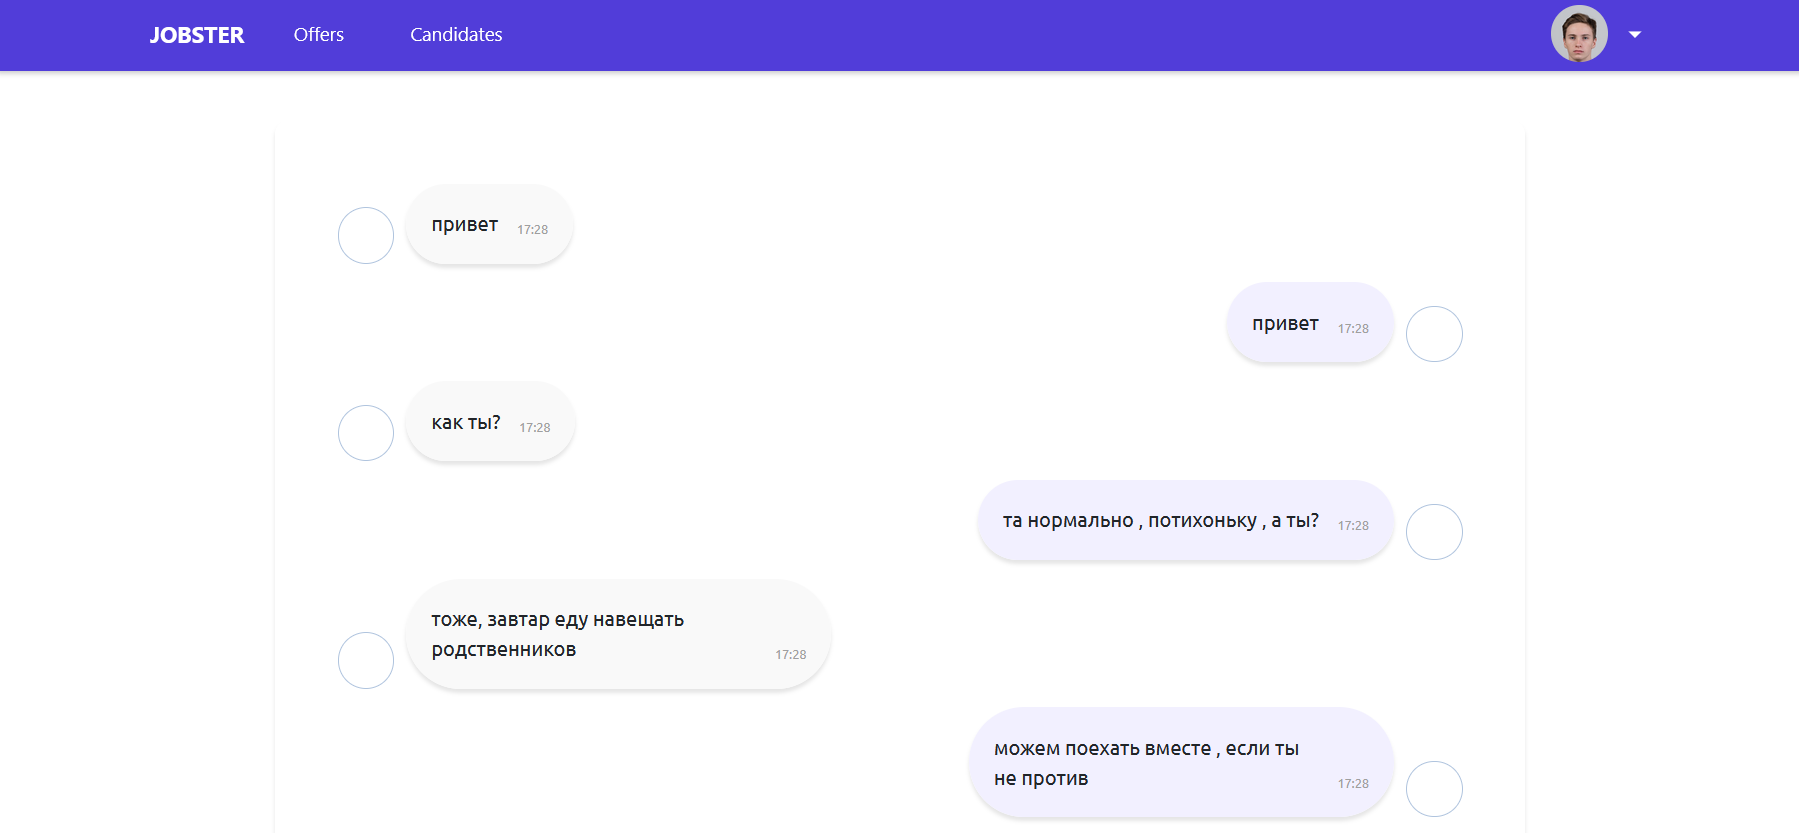 JOBSTER Offers Candidates
привет 17:28
привет 17:28
как ты? 17:28
та нормально , потихоньку , а ты? 17:28
тоже, завтар еду навещать
родственников 17:28
можем поехать вместе , если ты
не против 17:28